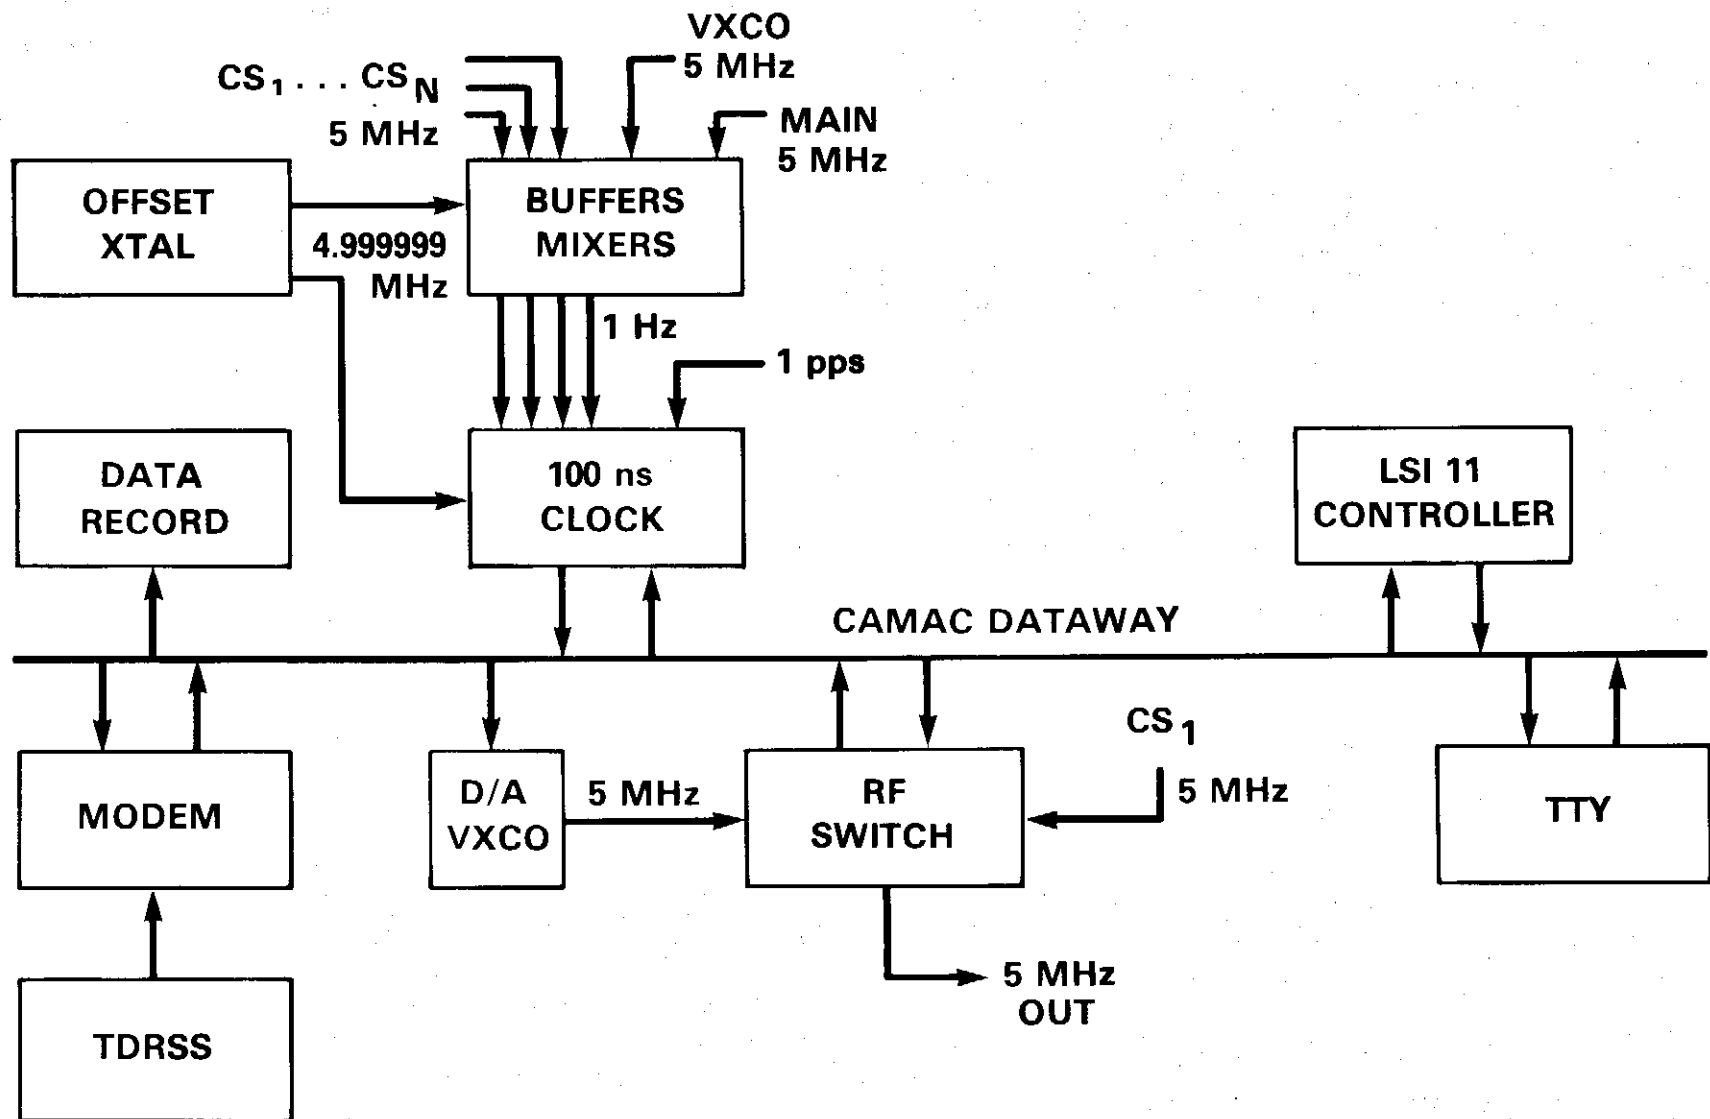 VXCO
5 MHz
CS₁ . . . CS_N
5 MHz
MAIN
5 MHz
OFFSET
XTAL
4.999999
MHz
BUFFERS
MIXERS
1 Hz
1 pps
DATA
RECORD
100 ns
CLOCK
LSI 11
CONTROLLER
CAMAC DATAWAY
MODEM
D/A
VXCO
5 MHz
RF
SWITCH
CS₁
5 MHz
TTY
5 MHz
OUT
TDRSS